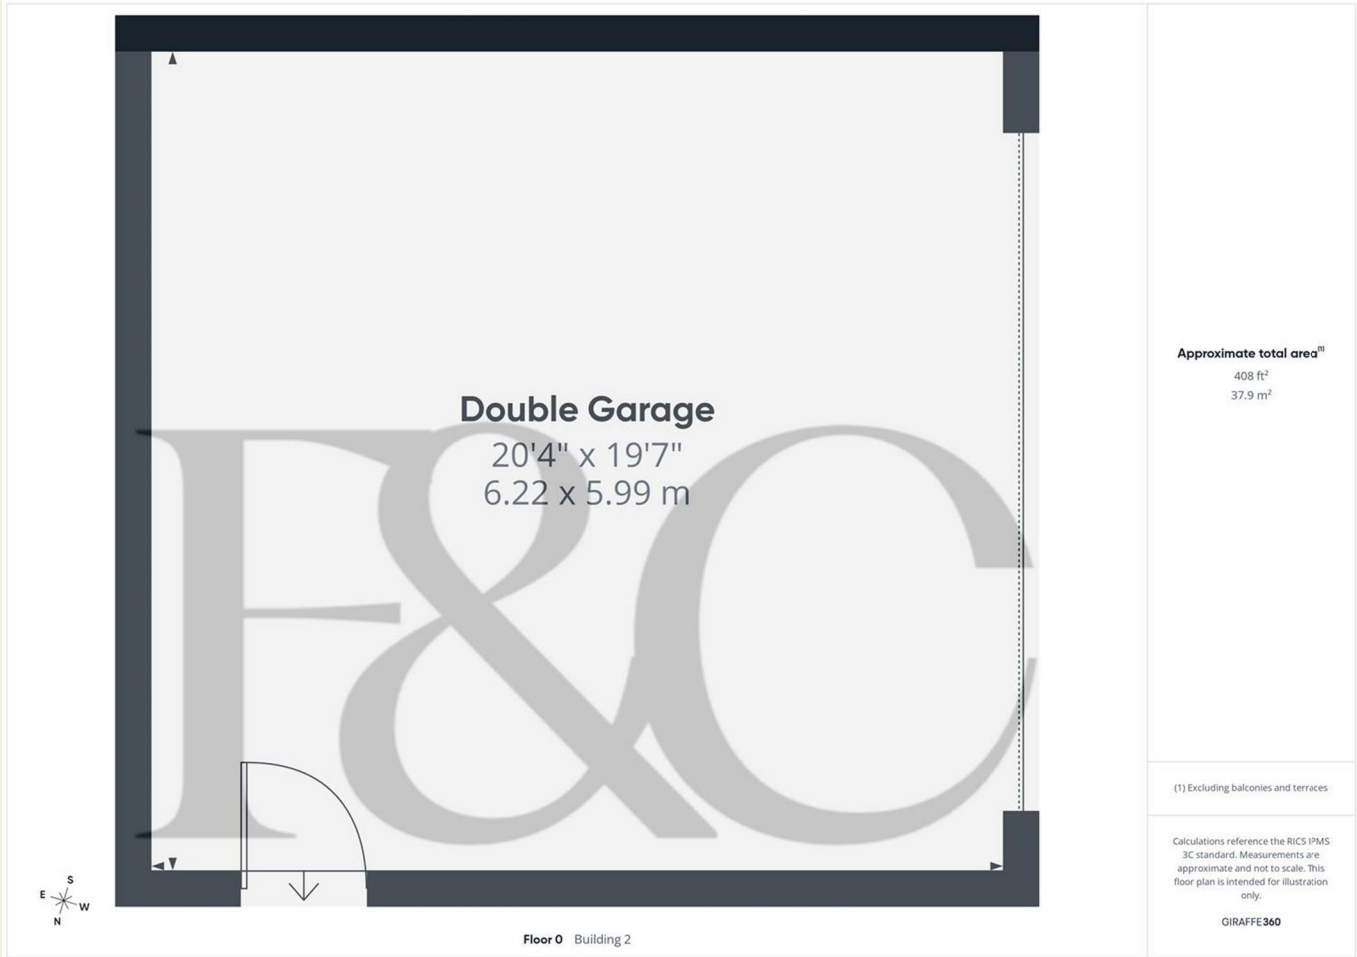 Double Garage
20'4" x 19'7"
6.22 x 5.99 m
F&C
Approximate total area(1)
408 ft²
37.9 m²
(1) Excluding balconies and terraces
Calculations reference the RICS IPMS
3C standard. Measurements are
approximate and not to scale. This
floor plan is intended for illustration
only.
GIRAFFE360
S
E
W
N
Floor 0 Building 2